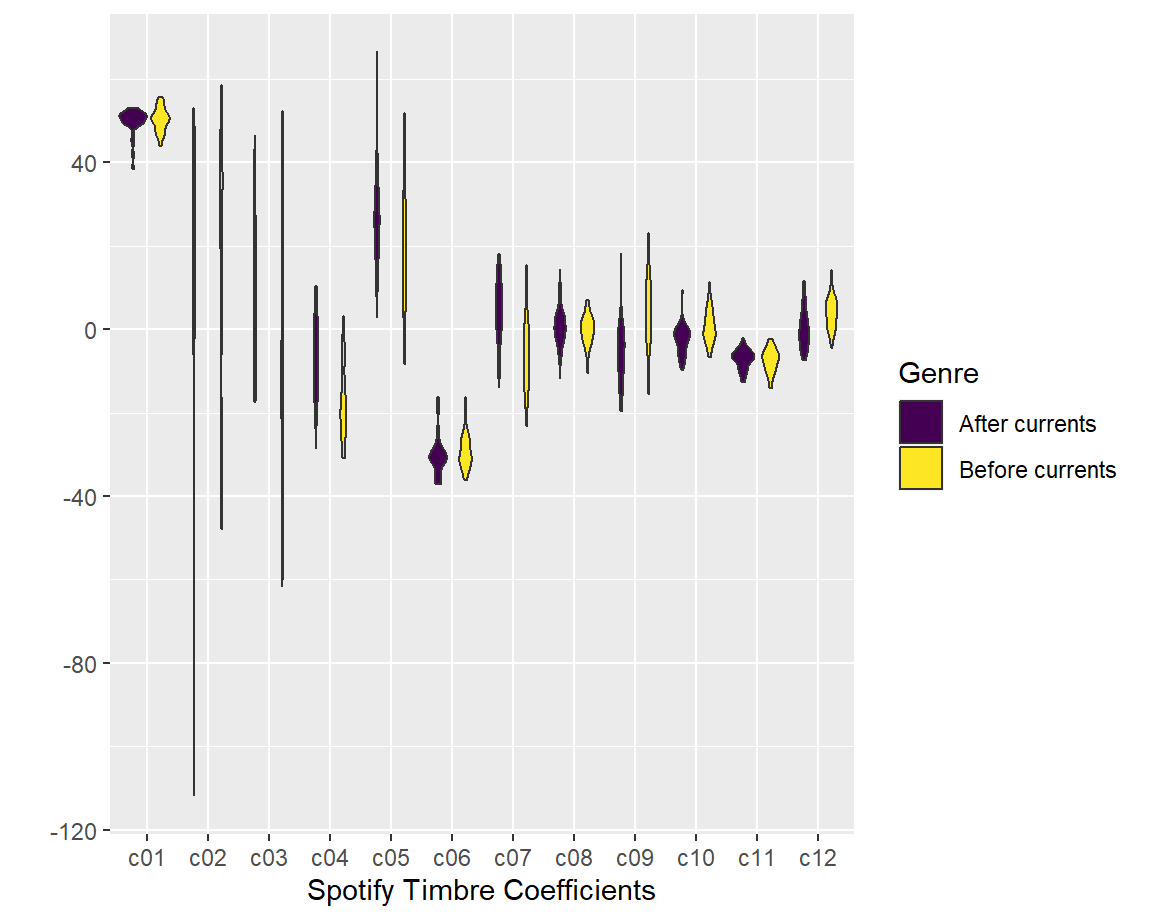 40
0
-40
-80
-120
c01 c02 c03 c04 c05 c06 c07 c08 c09 c10 c11 c12
Spotify Timbre Coefficients
Genre
After currents
Before currents